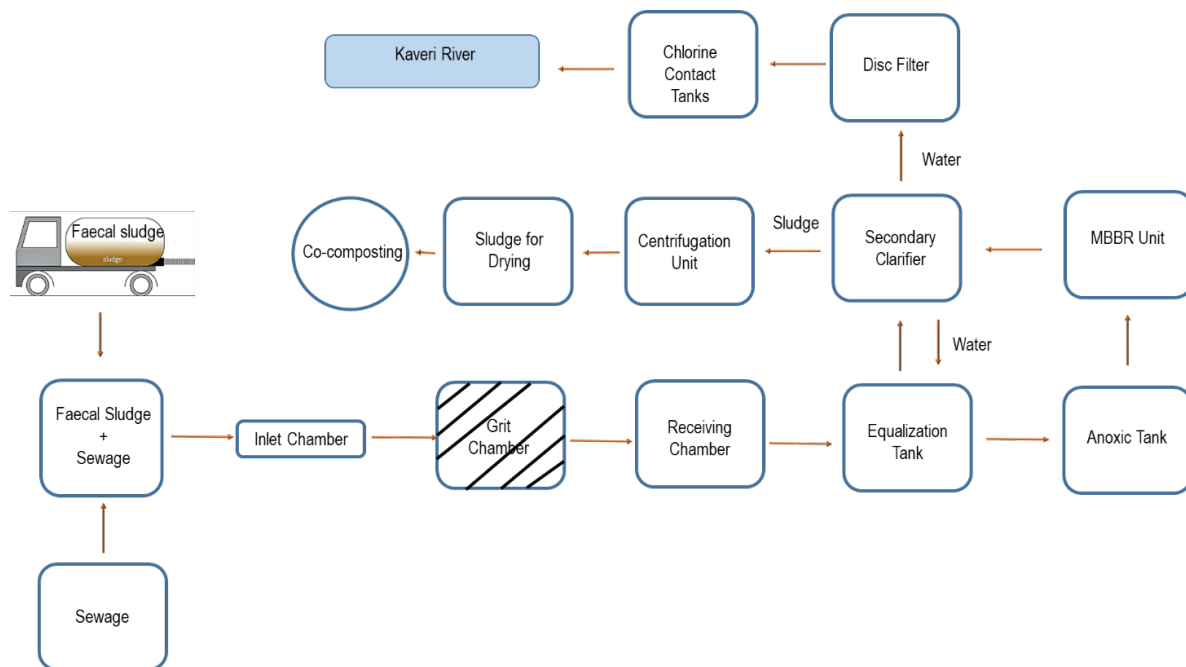 Kaveri River
Chlorine
Contact
Tanks
Disc Filter
Water
Faecal sludge
sludge
Co-composting
Sludge for
Drying
Sludge
Centrifugation
Unit
Secondary
Clarifier
MBBR Unit
Water
Faecal Sludge
+
Sewage
Inlet Chamber
Grit
Chamber
Receiving
Chamber
Equalization
Tank
Anoxic Tank
Sewage